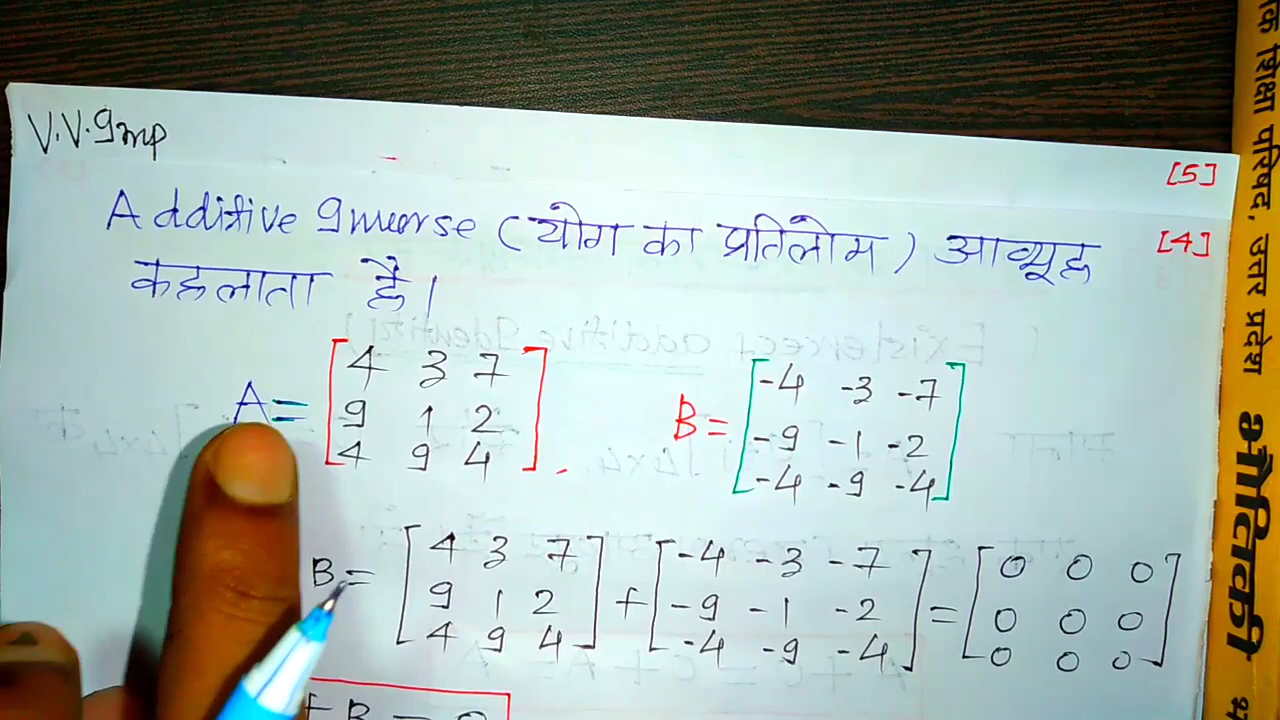 V.V.Imp
[5]
Additive Inverse (योग का प्रतिलोम) आव्यूह [4]
कहलाता है।
A = [4 3 7
9 1 2
4 9 4]
B = [-4 -3 -7
-9 -1 -2
-4 -9 -4]
B = [4 3 7 + [-4 -3 -7 = [0 0 0
9 1 2 -9 -1 -2 0 0 0
4 9 4] -4 -9 -4] 0 0 0]
+ B = 0
शिक्षा परिषद, उत्तर प्रदेश
भौतिकी